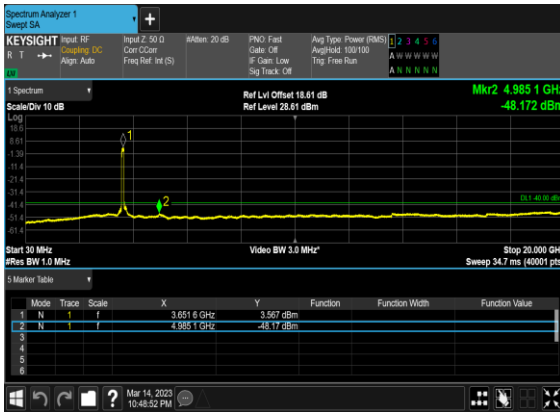 Spectrum Analyzer 1
Swept SA
+
KEYSIGHT
R T
LNI
Input: RF
Coupling: DC
Align: Auto
Input Z: 50 Ω
Corr CCorr
Freq Ref: Int (S)
#Atten: 20 dB
PNO: Fast
Gate: Off
IF Gain: Low
Sig Track: Off
Avg Type: Power (RMS)
Avg|Hold: 100/100
Trig: Free Run
1 2 3 4 5 6
A W W W W W
A N N N N N
1 Spectrum
Scale/Div 10 dB
Ref Lvl Offset 18.61 dB
Ref Level 28.61 dBm
Mkr2 4.985 1 GHz
-48.172 dBm
Log
18.6
8.61
-1.39
-11.4
-21.4
-31.4
-41.4
-51.4
-61.4
1
2
DL1 -40.00 dBm
Start 30 MHz
#Res BW 1.0 MHz
Video BW 3.0 MHz*
Stop 20.000 GHz
Sweep 34.7 ms (40001 pts)
5 Marker Table
Mode Trace Scale X Y Function Function Width Function Value
1 N 1 f 3.651 6 GHz 3.567 dBm
2 N 1 f 4.985 1 GHz -48.17 dBm
3
4
5
6
?
Mar 14, 2023
10:48:52 PM